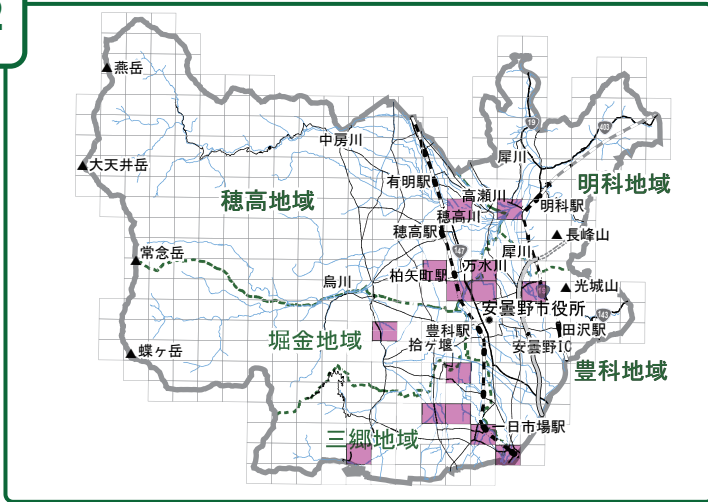 2
燕岳
19
403
中房川
犀川
大天井岳
有明駅
高瀬川
明科地域
穂高地域
明科駅
穂高川
穂高駅
長峰山
147
犀川
常念岳
万水川
柏矢町駅
烏川
光城山
安曇野市役所
143
豊科駅
田沢駅
堀金地域
拾ケ堰
安曇野IC
蝶ヶ岳
豊科地域
一日市場駅
三郷地域